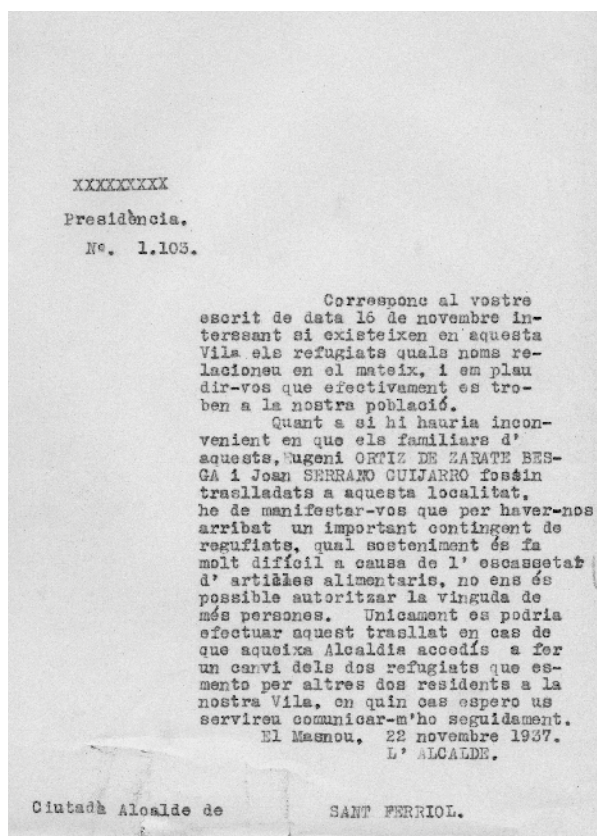 XXXXXXXXX
Presidència.
Nº. 1.103.
Corresponc al vostre
escrit de data 16 de novembre in-
terssant si existeixen en aquesta
Vila els refugiats quals noms re-
lacioneu en el mateix, i em plau
dir-vos que efectivament es tro-
ben a la nostra població.
Quant a si hi hauria incon-
venient en que els familiars d'
aquests, Eugeni ORTIZ DE ZARATE BES-
GA i Joan SERRANO GUIJARRO fossin
traslladats a aquesta localitat,
he de manifestar-vos que per haver-nos
arribat un important contingent de
regufiats, qual sosteniment és fa
molt difícil a causa de l' escassetat
d' articles alimentaris, no ens és
possible autoritzar la vinguda de
més persones. Unicament es podria
efectuar aquest trasllat en cas de
que aqueixa Alcaldia accedís a fer
un canvi dels dos refugiats que es-
mento per altres dos residents a la
nostra Vila, en quin cas espero us
servireu comunicar-m'ho seguidament.
El Masnou, 22 novembre 1937.
L' ALCALDE.
Ciutadà Alcalde de SANT FERRIOL.